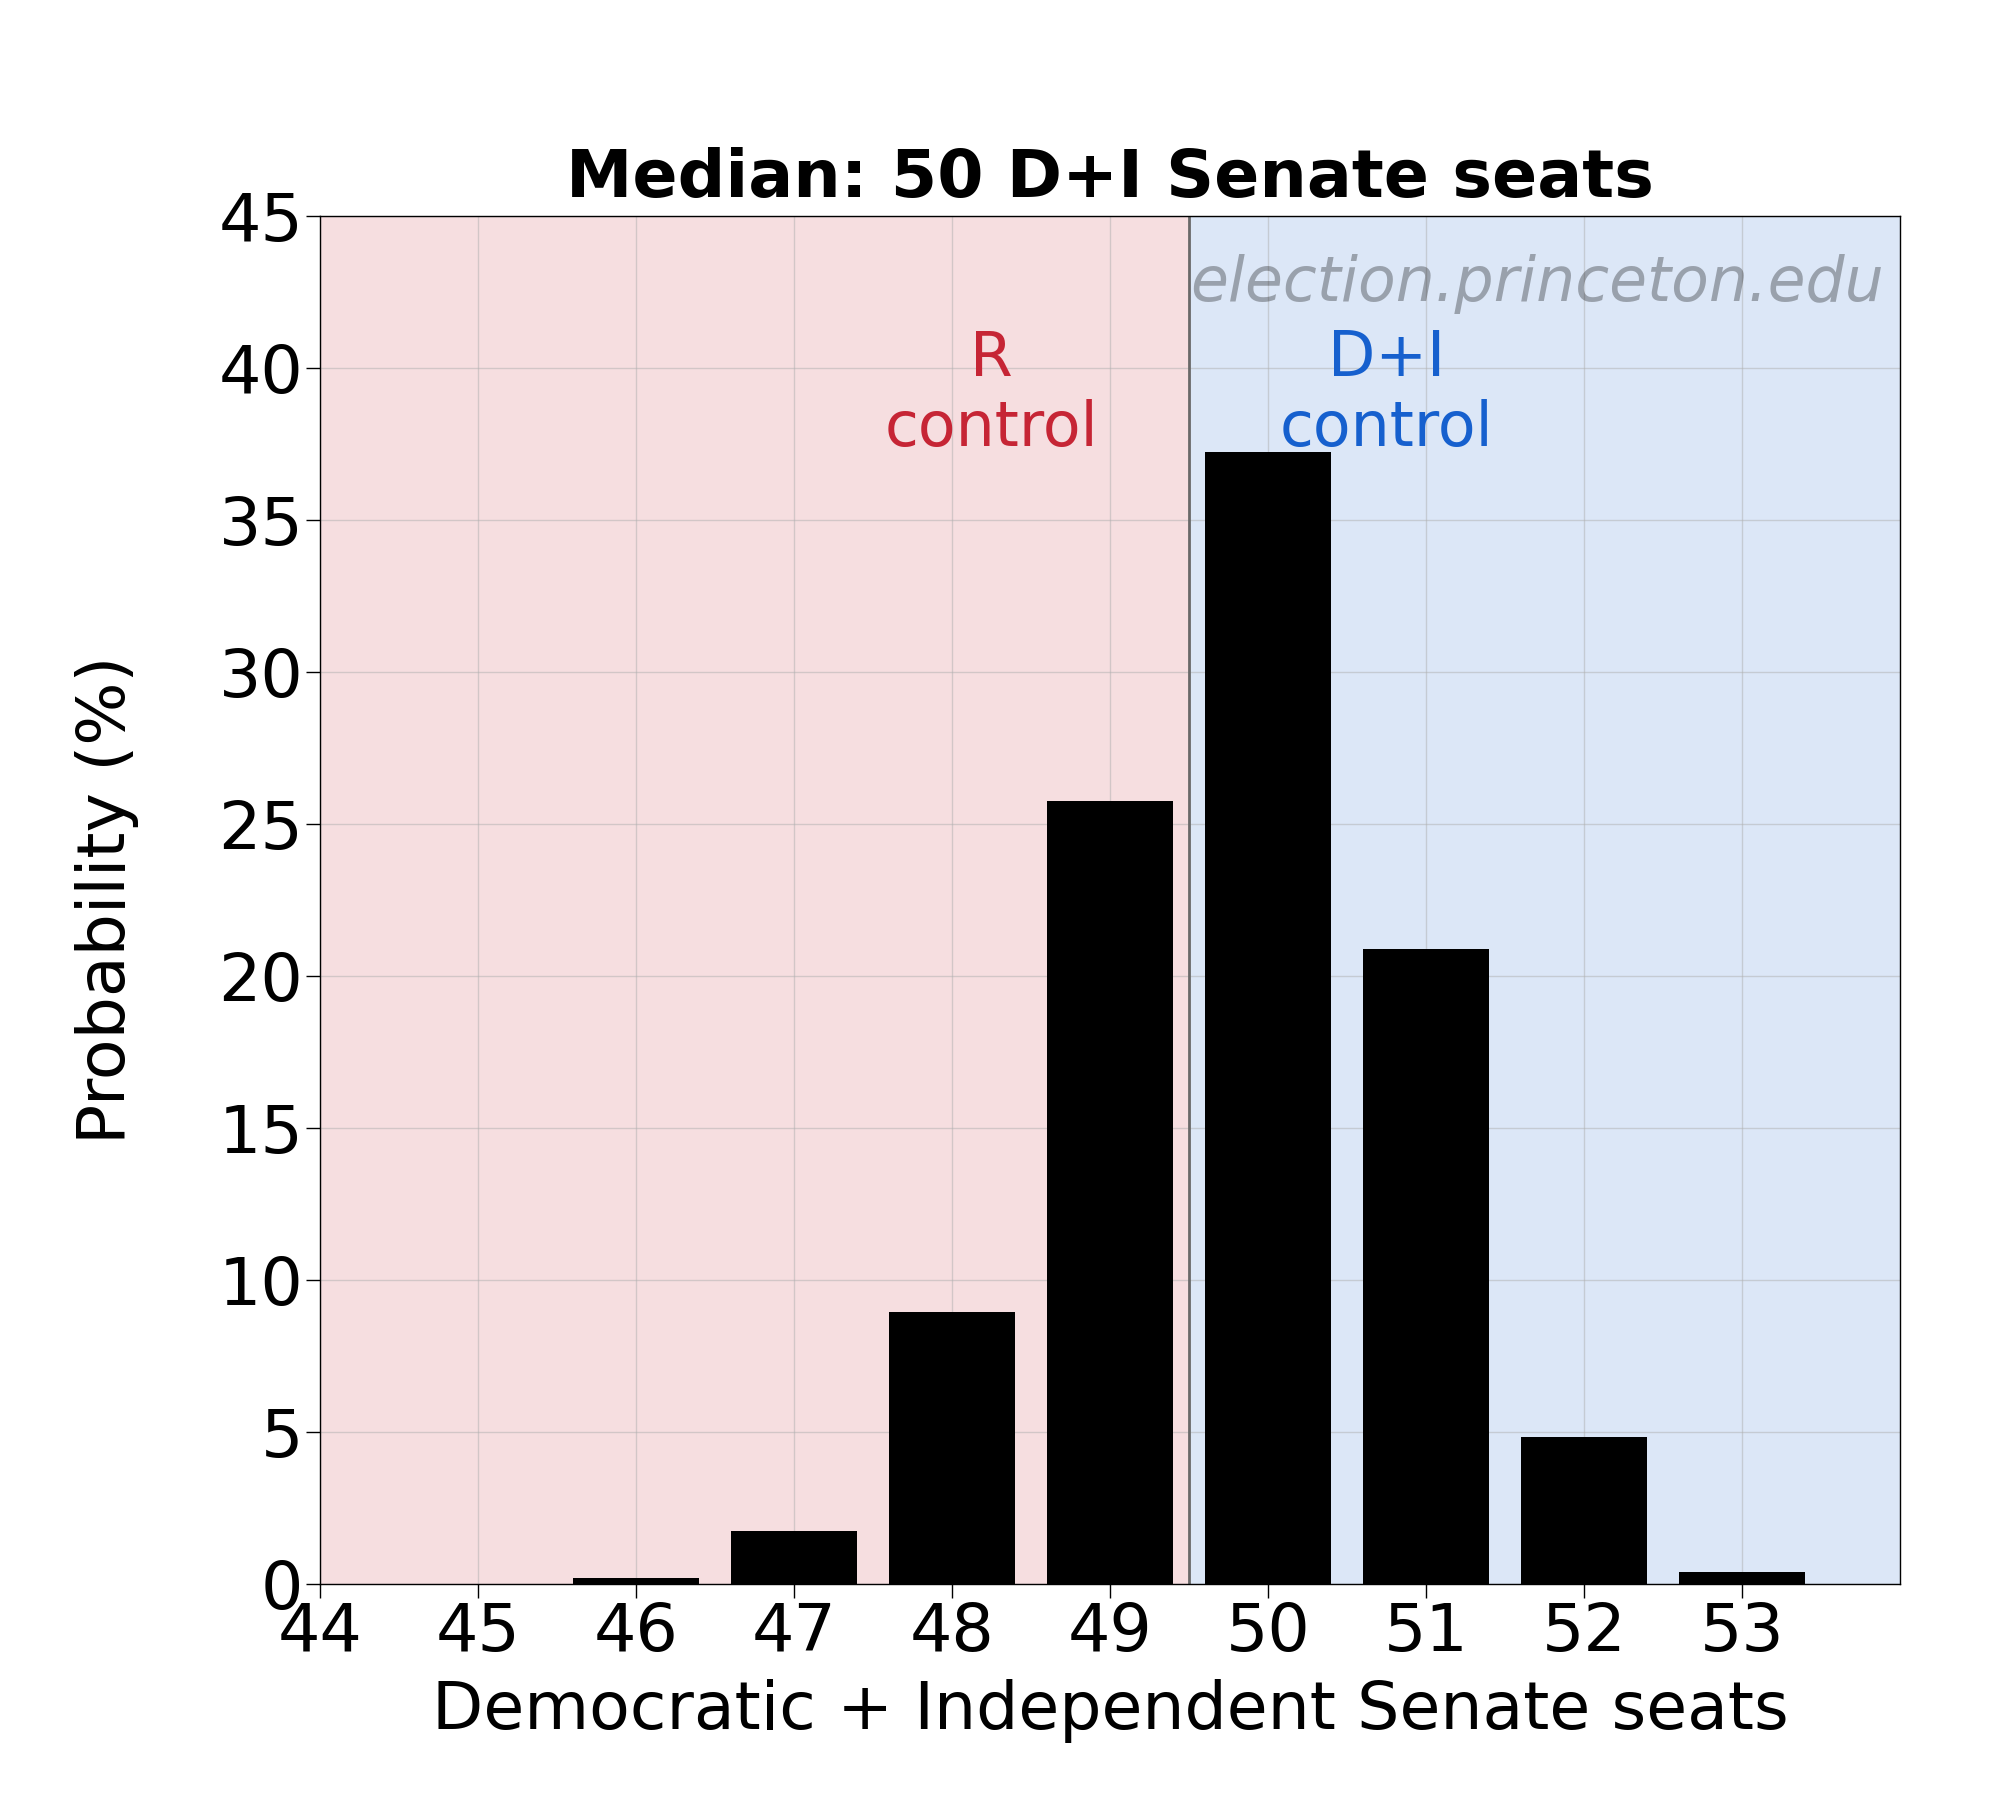 Median: 50 D+I Senate seats
election.princeton.edu
R
control
D+I
control
45
40
35
30
25
20
15
10
5
0
Probability (%)
44 45 46 47 48 49 50 51 52 53
Democratic + Independent Senate seats